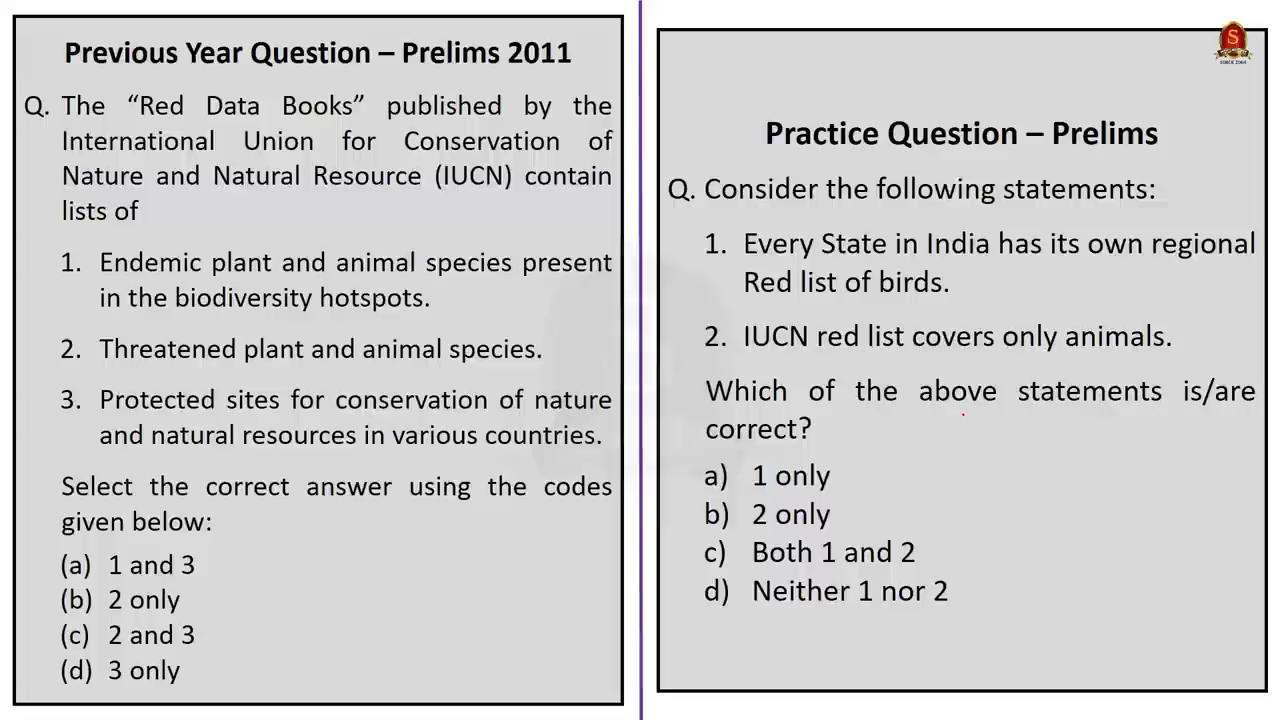 Previous Year Question – Prelims 2011
Q. The “Red Data Books” published by the
International Union for Conservation of
Nature and Natural Resource (IUCN) contain
lists of
1. Endemic plant and animal species present
in the biodiversity hotspots.
2. Threatened plant and animal species.
3. Protected sites for conservation of nature
and natural resources in various countries.
Select the correct answer using the codes
given below:
(a) 1 and 3
(b) 2 only
(c) 2 and 3
(d) 3 only
S
Practice Question – Prelims
Q. Consider the following statements:
1. Every State in India has its own regional
Red list of birds.
2. IUCN red list covers only animals.
Which of the above statements is/are
correct?
a) 1 only
b) 2 only
c) Both 1 and 2
d) Neither 1 nor 2